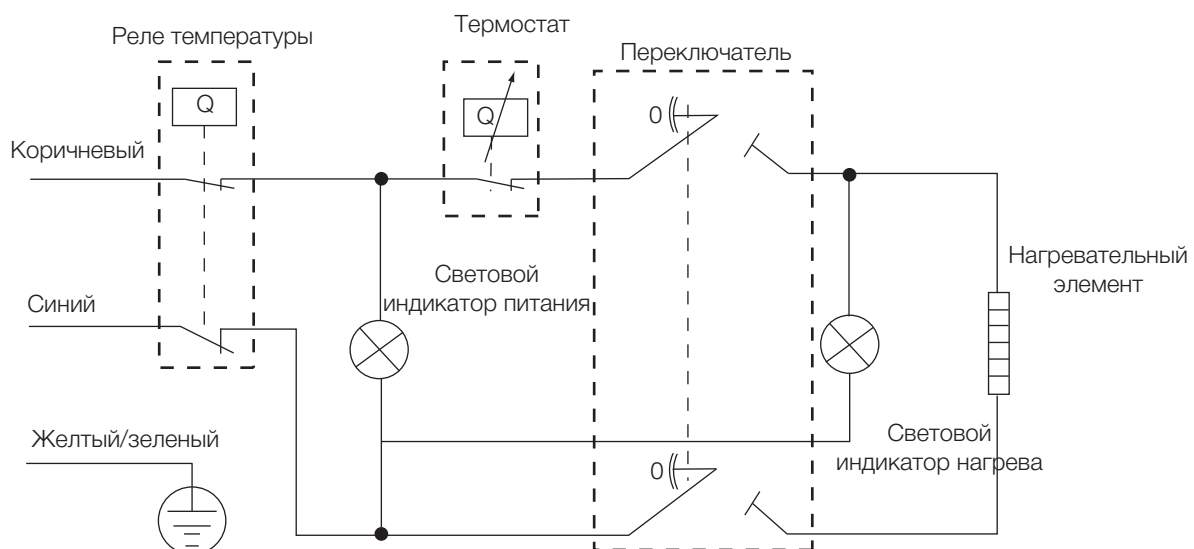 Реле температуры
Термостат
Переключатель
Q
Q
0
Коричневый
Нагревательный
элемент
Световой
индикатор питания
Синий
Желтый/зеленый
Световой
индикатор нагрева
0